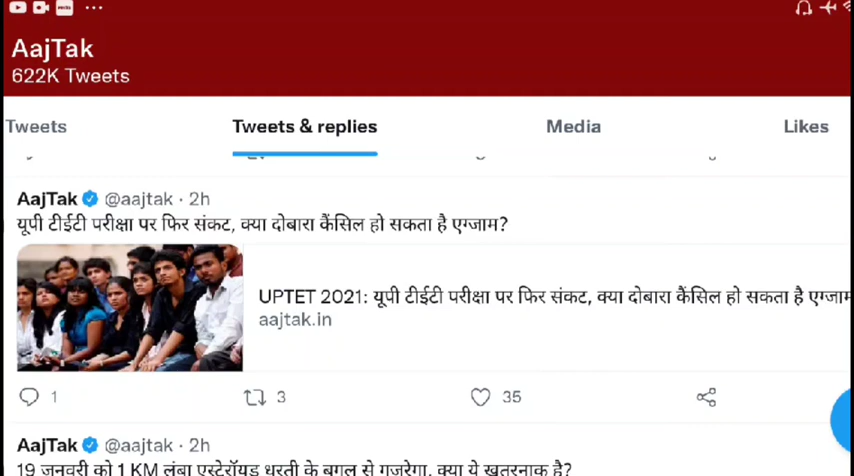 AajTak
622K Tweets
Tweets
Tweets & replies
Media
Likes
AajTak @aajtak · 2h
यूपी टीईटी परीक्षा पर फिर संकट, क्या दोबारा कैंसिल हो सकता है एग्जाम?
UPTET 2021: यूपी टीईटी परीक्षा पर फिर संकट, क्या दोबारा कैंसिल हो सकता है एग्जाम
aajtak.in
1
3
35
AajTak @aajtak · 2h
19 जनवरी को 1 KM लंबा एस्टेरॉयड धरती के बगल से गुजरेगा, क्या ये खतरनाक है?